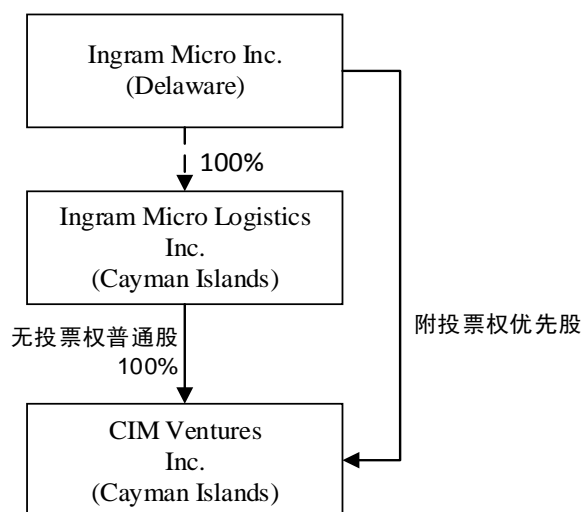 Ingram Micro Inc.
(Delaware)
100%
Ingram Micro Logistics
Inc.
(Cayman Islands)
无投票权普通股
100%
附投票权优先股
CIM Ventures
Inc.
(Cayman Islands)